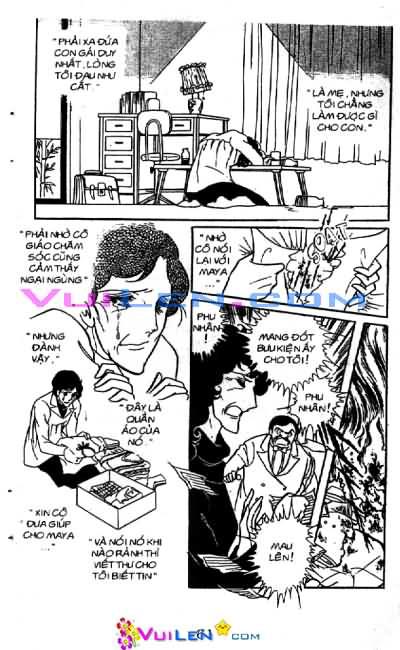 "PHẢI XA ĐỨA
CON GÁI DUY
NHẤT, LÒNG
TÔI ĐAU NHƯ
CẮT."
"LÀ MẸ, NHƯNG
TÔI CHẲNG
LÀM ĐƯỢC GÌ
CHO CON."
"PHẢI NHỜ CÔ
GIÁO CHĂM
SÓC CŨNG
CẢM THẤY
NGẠI NGÙNG"
"NHỜ
CÔ NÓI
LẠI VỚI
MAYA
..."
SOẠT
VUILEN.COM
"NHƯNG
ĐÀNH
VẬY."
"ĐÂY LÀ
QUẦN
ÁO CỦA
NÓ."
"XIN CÔ
ĐƯA GIÚP
CHO MAYA
..."
"VÀ NÓI NÓ KHI
NÀO RẢNH THÌ
VIẾT THƯ CHO
TÔI BIẾT TIN"
PHU
NHÂN!
MANG ĐỐT
BƯU KIỆN ẤY
CHO TÔI!
PHU
NHÂN!
MAU
LÊN!
VUILEN.COM